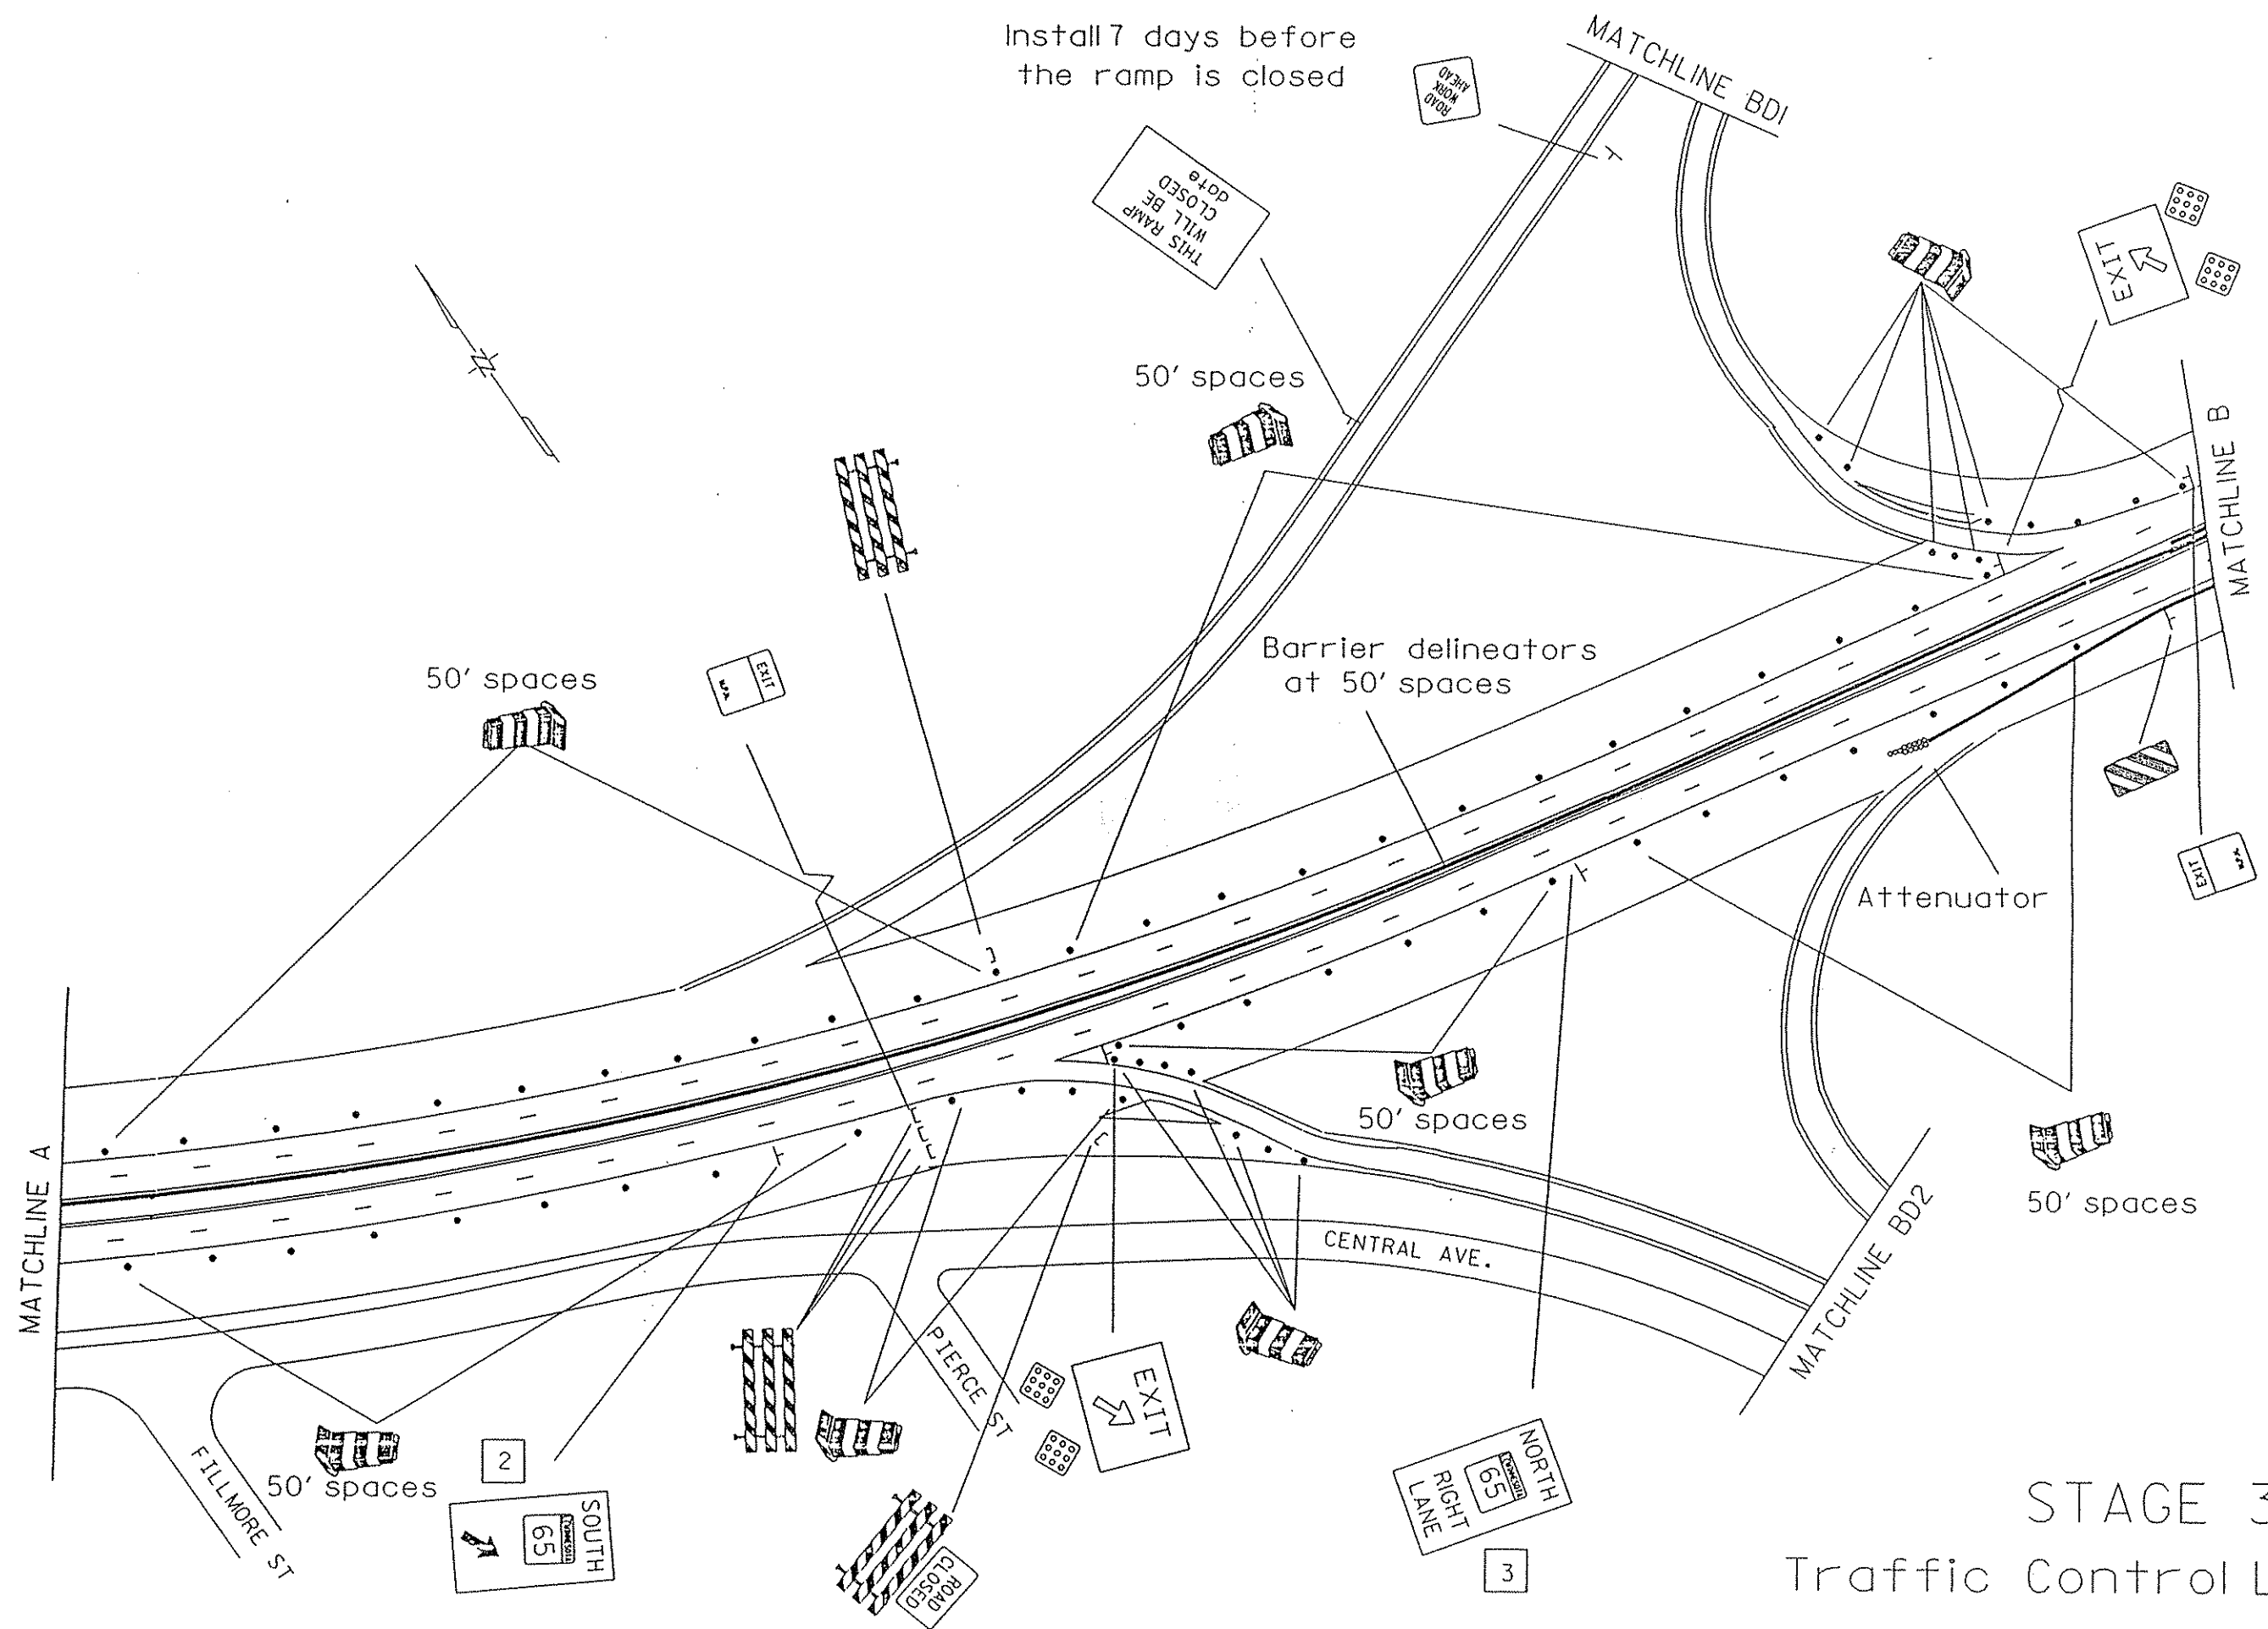 Install 7 days before
the ramp is closed
MATCHLINE BD1
ROAD
WORK
AHEAD
THIS RAMP
WILL BE
CLOSED
date
EXIT
50' spaces
MATCHLINE B
EXIT
50' spaces
Barrier delineators
at 50' spaces
EXIT
Attenuator
MATCHLINE A
50' spaces
50' spaces
CENTRAL AVE.
MATCHLINE BD2
PIERCE ST
EXIT
FILLMORE ST
50' spaces
2
SOUTH
MINNESOTA
65
ROAD
CLOSED
NORTH
MINNESOTA
65
RIGHT
LANE
3
STAGE 3
Traffic Control L